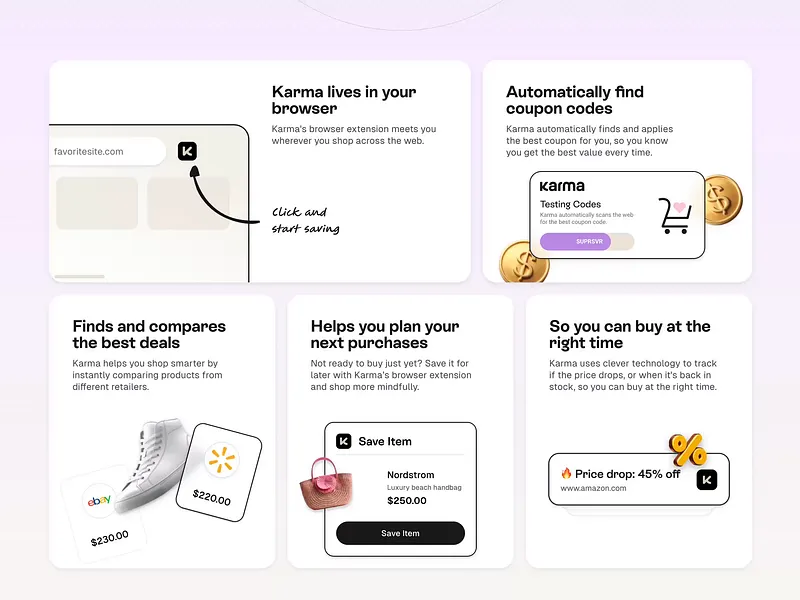 Karma lives in your
browser
Karma's browser extension meets you
wherever you shop across the web.
favoritesite.com
Click and
start saving
Automatically find
coupon codes
Karma automatically finds and applies
the best coupon for you, so you know
you get the best value every time.
Karma
Testing Codes
Karma automatically scans the web
for the best coupon code.
SUPRSVR
Finds and compares
the best deals
Karma helps you shop smarter by
instantly comparing products from
different retailers.
$220.00
ebay
$230.00
Helps you plan your
next purchases
Not ready to buy just yet? Save it for
later with Karma's browser extension
and shop more mindfully.
Save Item
Nordstrom
Luxury beach handbag
$250.00
Save Item
So you can buy at the
right time
Karma uses clever technology to track
if the price drops, or when it's back in
stock, so you can buy at the right time.
%
🔥 Price drop: 45% off
www.amazon.com